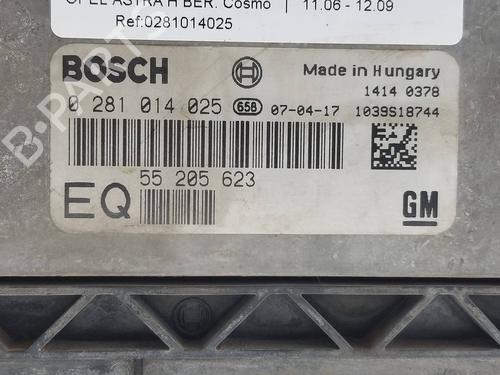 OPEL ASTRA H BER. Cosmo | 11.06 - 12.09
Ref:0281014025
BOSCH
Made in Hungary
1414 0378
0 281 014 025 658 07-04-17 1039S18744
55 205 623
EQ
GM
B-PARTS